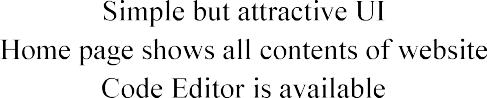 Simple but attractive UI
Home page shows all contents of website
Code Editor is available